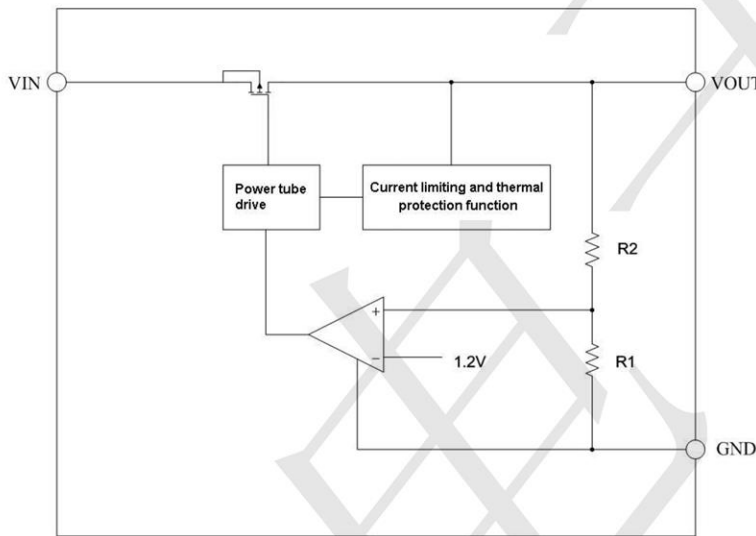 VIN
VOUT
Power tube
drive
Current limiting and thermal
protection function
R2
+
−
1.2V
R1
GND